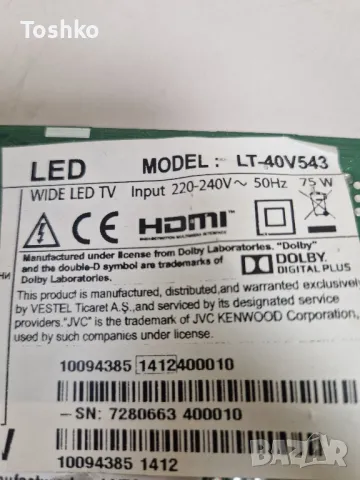 Toshko
LED MODEL : LT-40V543
WIDE LED TV Input 220-240V~ 50Hz 75 W
CE HDMI
Manufactured under license from Dolby Laboratories. "Dolby"
and the double-D symbol are trademarks of
Dolby Laboratories.
DOLBY
DIGITAL PLUS
This product is manufactured, distributed,and warranted exclusively
by VESTEL Ticaret A.Ş.,and serviced by its designated service
providers."JVC" is the trademark of JVC KENWOOD Corporation,
used by such companies under license.
10094385 1412400010
-SN: 7280663 400010
10094385 1412
BAZAR